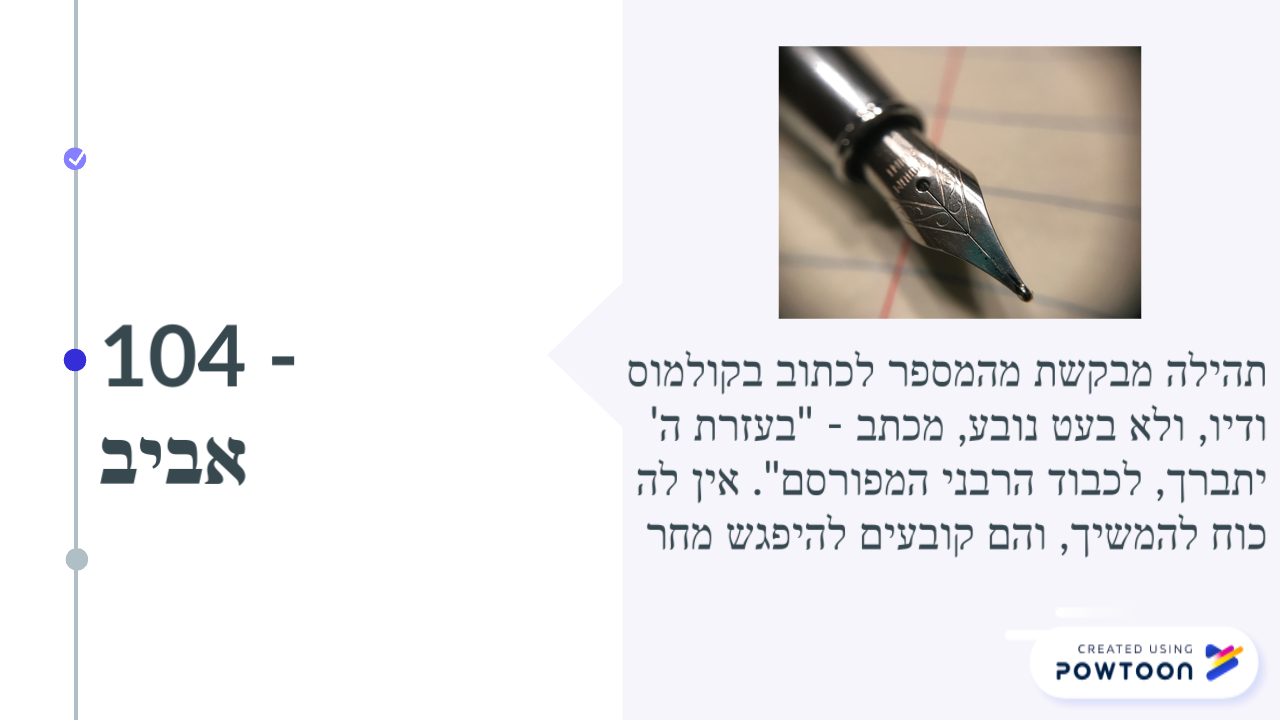 104 -
אביב
תהילה מבקשת מהמספר לכתוב בקולמוס
ודיו, ולא בעט נובע, מכתב - "בעזרת ה'
יתברך, לכבוד הרבני המפורסם". אין לה
כוח להמשיך, והם קובעים להיפגש מחר
CREATED USING
POWTOON